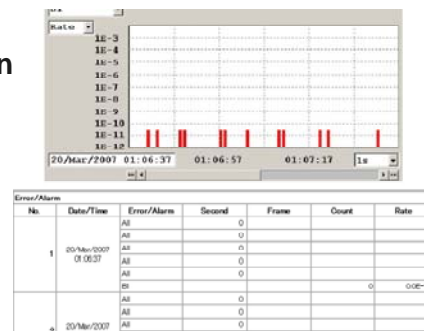 Rate
n
1E-3
1E-4
1E-5
1E-6
1E-7
1E-8
1E-9
1E-10
1E-11
1E-12
20/Mar/2007 01:06:37 01:06:57 01:07:17 1s
Error/Alarm
No. Date/Time Error/Alarm Second Frame Count Rate
All 0
All 0
1 20/Mar/2007 All 0
01:06:37 All 0
All 0
0 0.0E-
All 0
All 0
20/Mar/2007 All 0